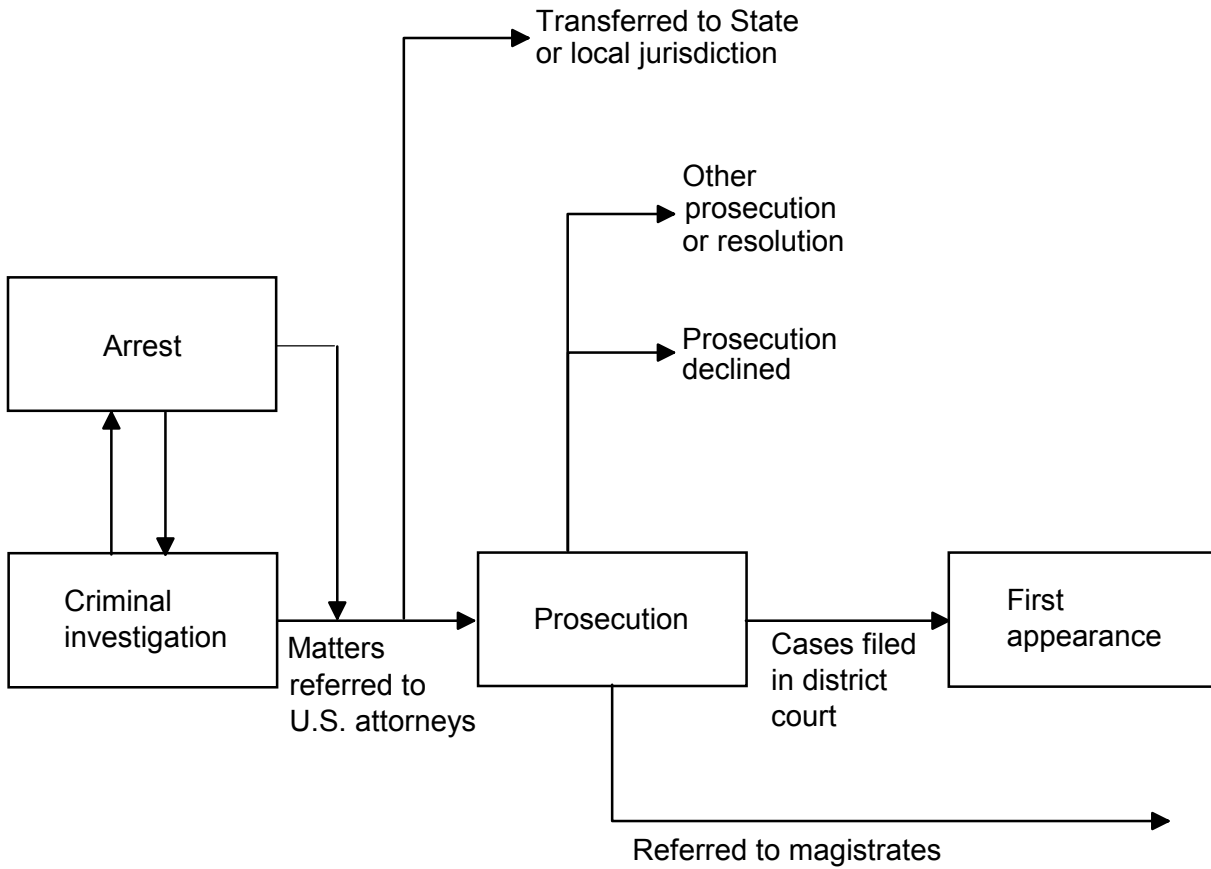 Transferred to State
or local jurisdiction
Other
prosecution
or resolution
Prosecution
declined
Arrest
Criminal
investigation
Matters
referred to
U.S. attorneys
Prosecution
Cases filed
in district
court
First
appearance
Referred to magistrates